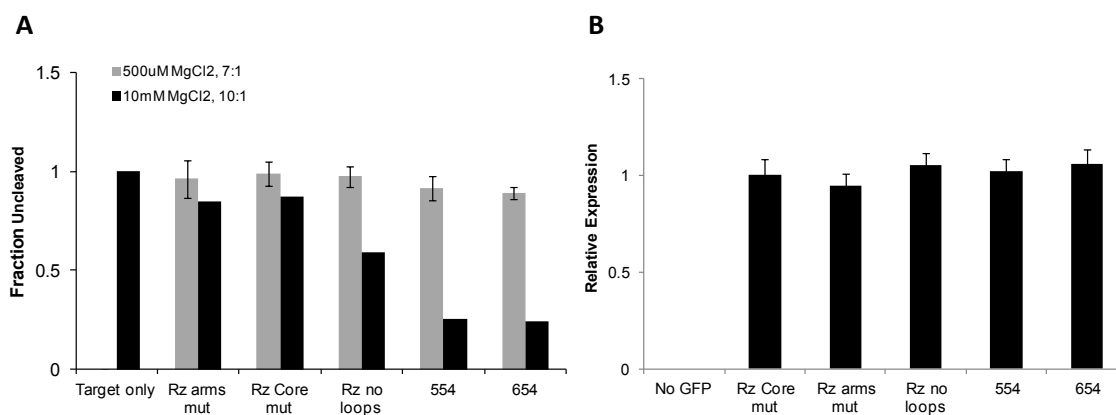 A
B
1.5
500uM MgCl2, 7:1
10mM MgCl2, 10:1
1
0.5
0
Fraction Uncleaved
Target only
Rz arms mut
Rz Core mut
Rz no loops
554
654
1.5
1
0.5
0
Relative Expression
No GFP
Rz Core mut
Rz arms mut
Rz no loops
554
654